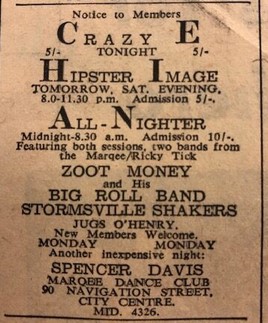 Notice to Members
CRAZY E
5/- TONIGHT 5/-
HIPSTER IMAGE
TOMORROW, SAT. EVENING,
8.0-11.30 p.m. Admission 5/-.
ALL-NIGHTER
Midnight-8.30 a.m. Admission 10/-.
Featuring both sessions, two bands from
the Marqee/Ricky Tick
ZOOT MONEY
and His
BIG ROLL BAND
STORMSVILLE SHAKERS
JUGS O'HENRY.
New Members Welcome.
MONDAY MONDAY
Another inexpensive night:
SPENCER DAVIS
MARQEE DANCE CLUB
90 NAVIGATION STREET,
CITY CENTRE.
MID. 4326.